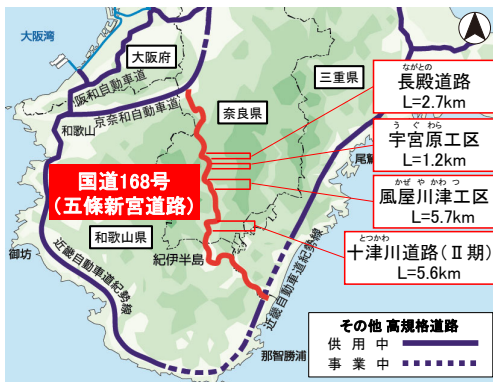 大阪湾
大阪府
三重県
阪和自動車道
京奈和自動車道
奈良県
和歌山
ながとの
長殿道路
L=2.7km
うぐわら
宇宮原工区
L=1.2km
尾鷲
かぜやかわつ
風屋川津工区
L=5.7km
国道168号
(五條新宮道路)
とつかわ
十津川道路(Ⅱ期)
L=5.6km
和歌山県
御坊
紀伊半島
近畿自動車道紀勢線
近畿自動車道紀勢線
那智勝浦
その他 高規格道路
供用中
事業中